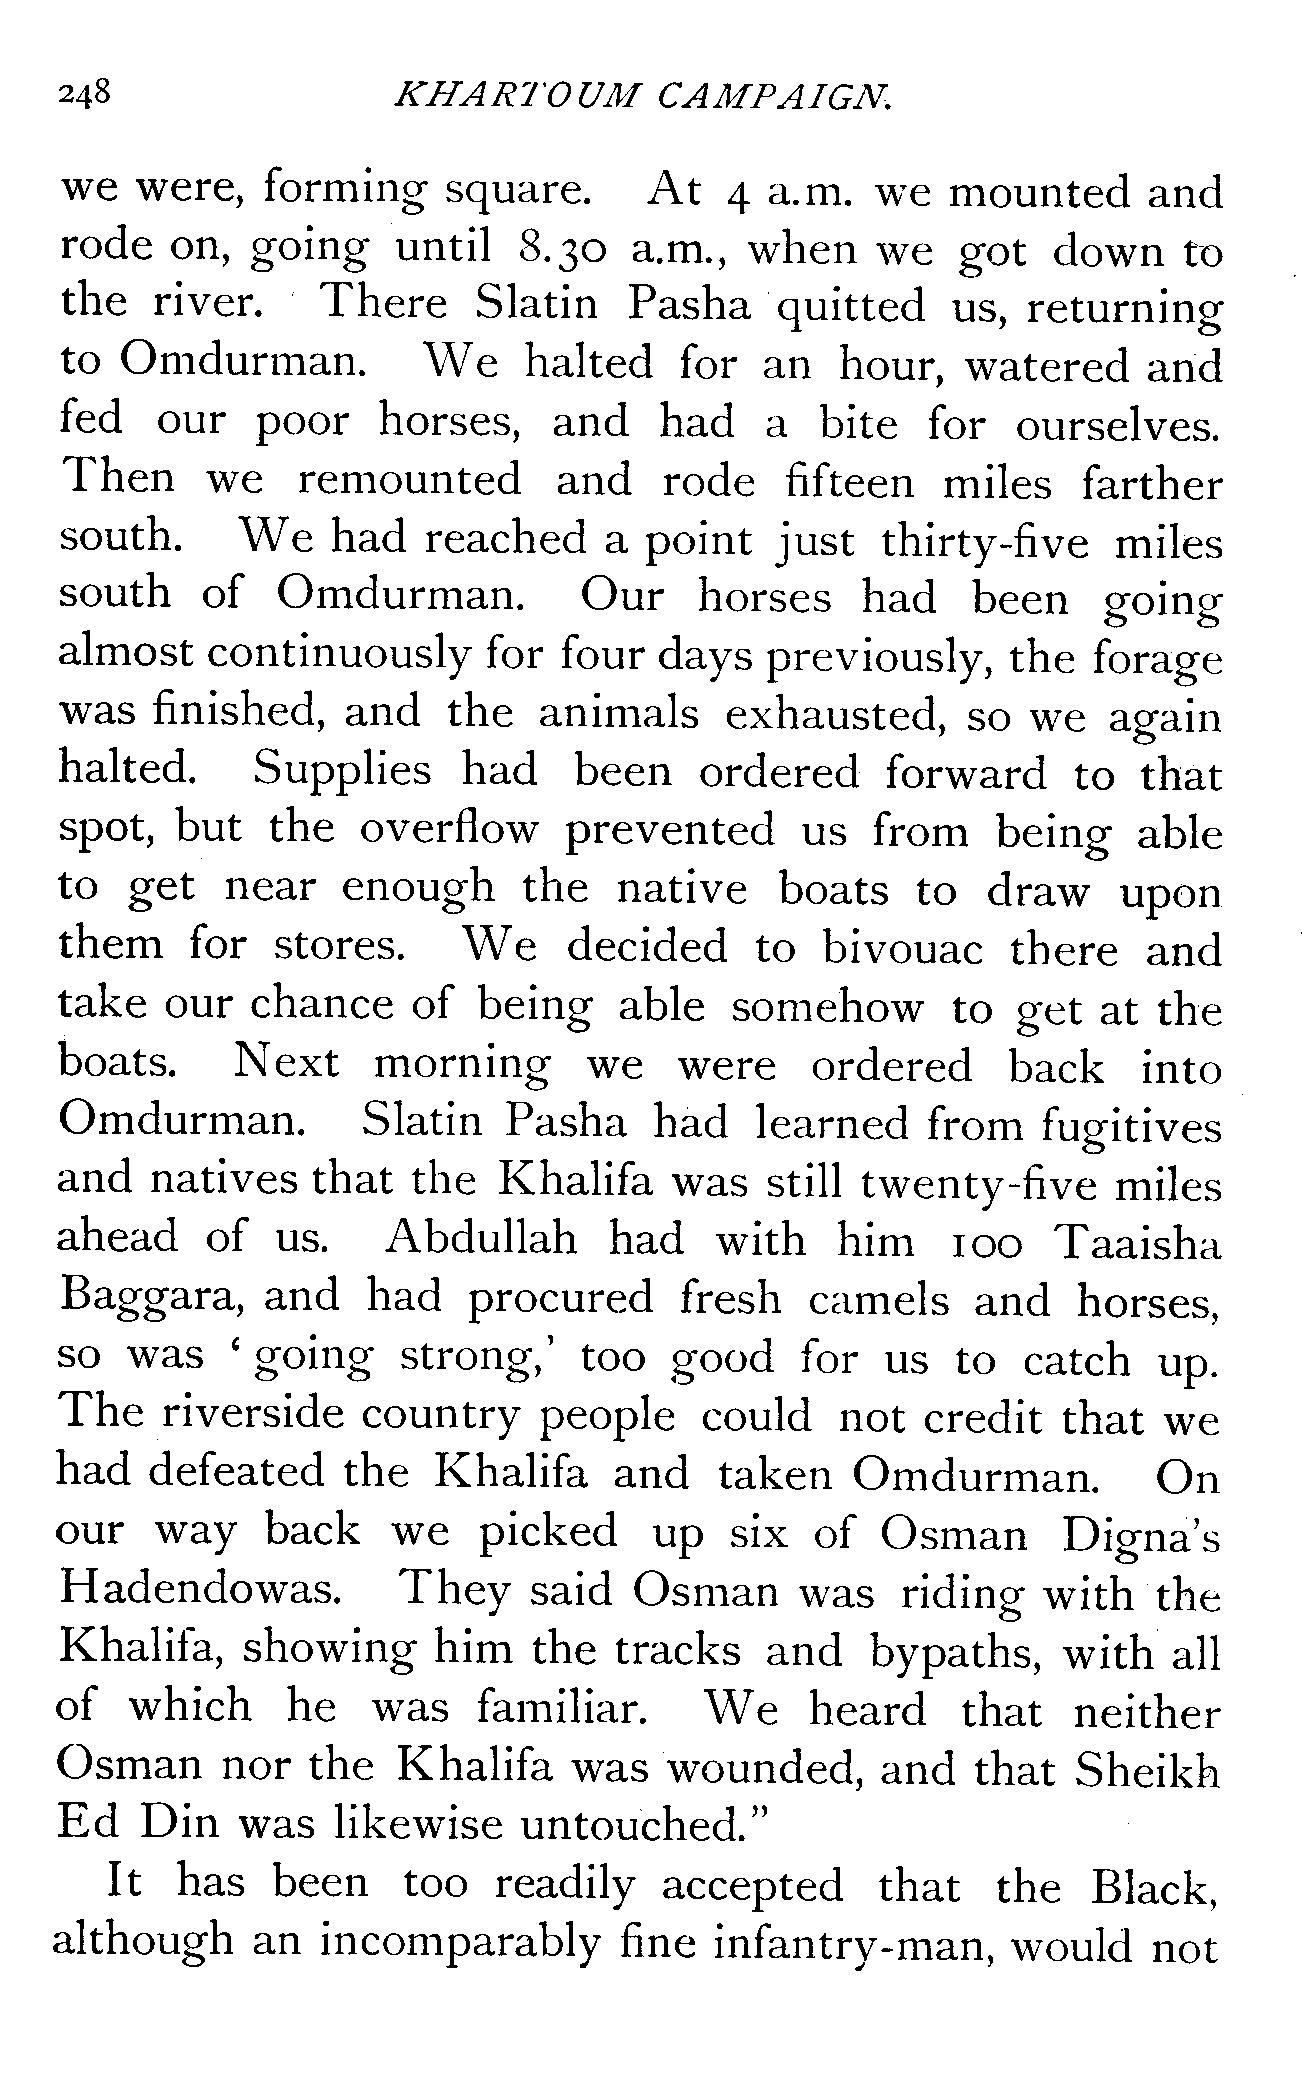 248 KHARTOUM CAMPAIGN.
we were, forming square. At 4 a.m. we mounted and
rode on, going until 8.30 a.m., when we got down to
the river. There Slatin Pasha quitted us, returning
to Omdurman. We halted for an hour, watered and
fed our poor horses, and had a bite for ourselves.
Then we remounted and rode fifteen miles farther
south. We had reached a point just thirty-five miles
south of Omdurman. Our horses had been going
almost continuously for four days previously, the forage
was finished, and the animals exhausted, so we again
halted. Supplies had been ordered forward to that
spot, but the overflow prevented us from being able
to get near enough the native boats to draw upon
them for stores. We decided to bivouac there and
take our chance of being able somehow to get at the
boats. Next morning we were ordered back into
Omdurman. Slatin Pasha had learned from fugitives
and natives that the Khalifa was still twenty-five miles
ahead of us. Abdullah had with him 100 Taaisha
Baggara, and had procured fresh camels and horses,
so was ‘going strong,’ too good for us to catch up.
The riverside country people could not credit that we
had defeated the Khalifa and taken Omdurman. On
our way back we picked up six of Osman Digna’s
Hadendowas. They said Osman was riding with the
Khalifa, showing him the tracks and bypaths, with all
of which he was familiar. We heard that neither
Osman nor the Khalifa was wounded, and that Sheikh
Ed Din was likewise untouched.”
It has been too readily accepted that the Black,
although an incomparably fine infantry-man, would not